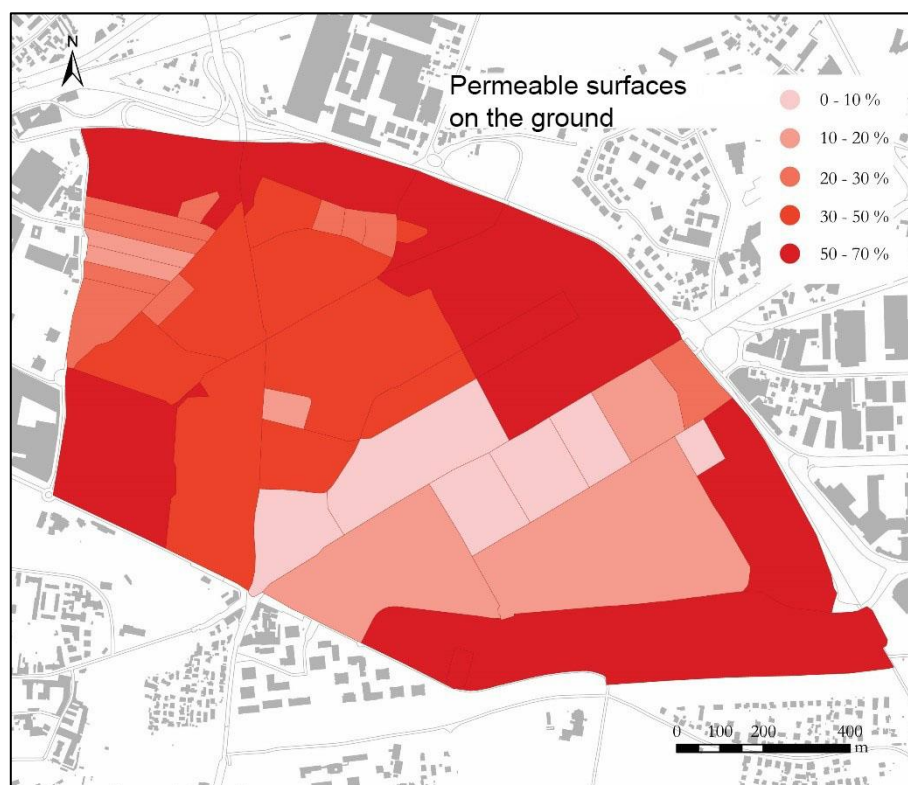 N
Permeable surfaces
on the ground
0 - 10 %
10 - 20 %
20 - 30 %
30 - 50 %
50 - 70 %
0 100 200 400
m